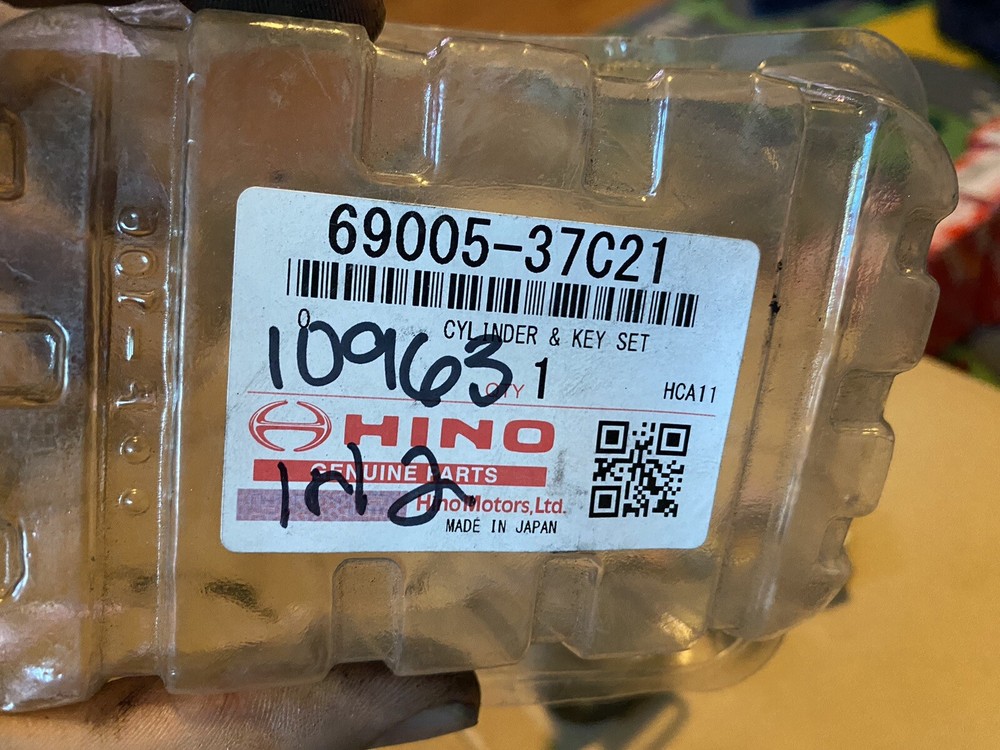 69005-37C21
0
CYLINDER & KEY SET
10963
QTY 1
HCA11
HINO
GENUINE PARTS
Hino Motors, Ltd.
MADE IN JAPAN